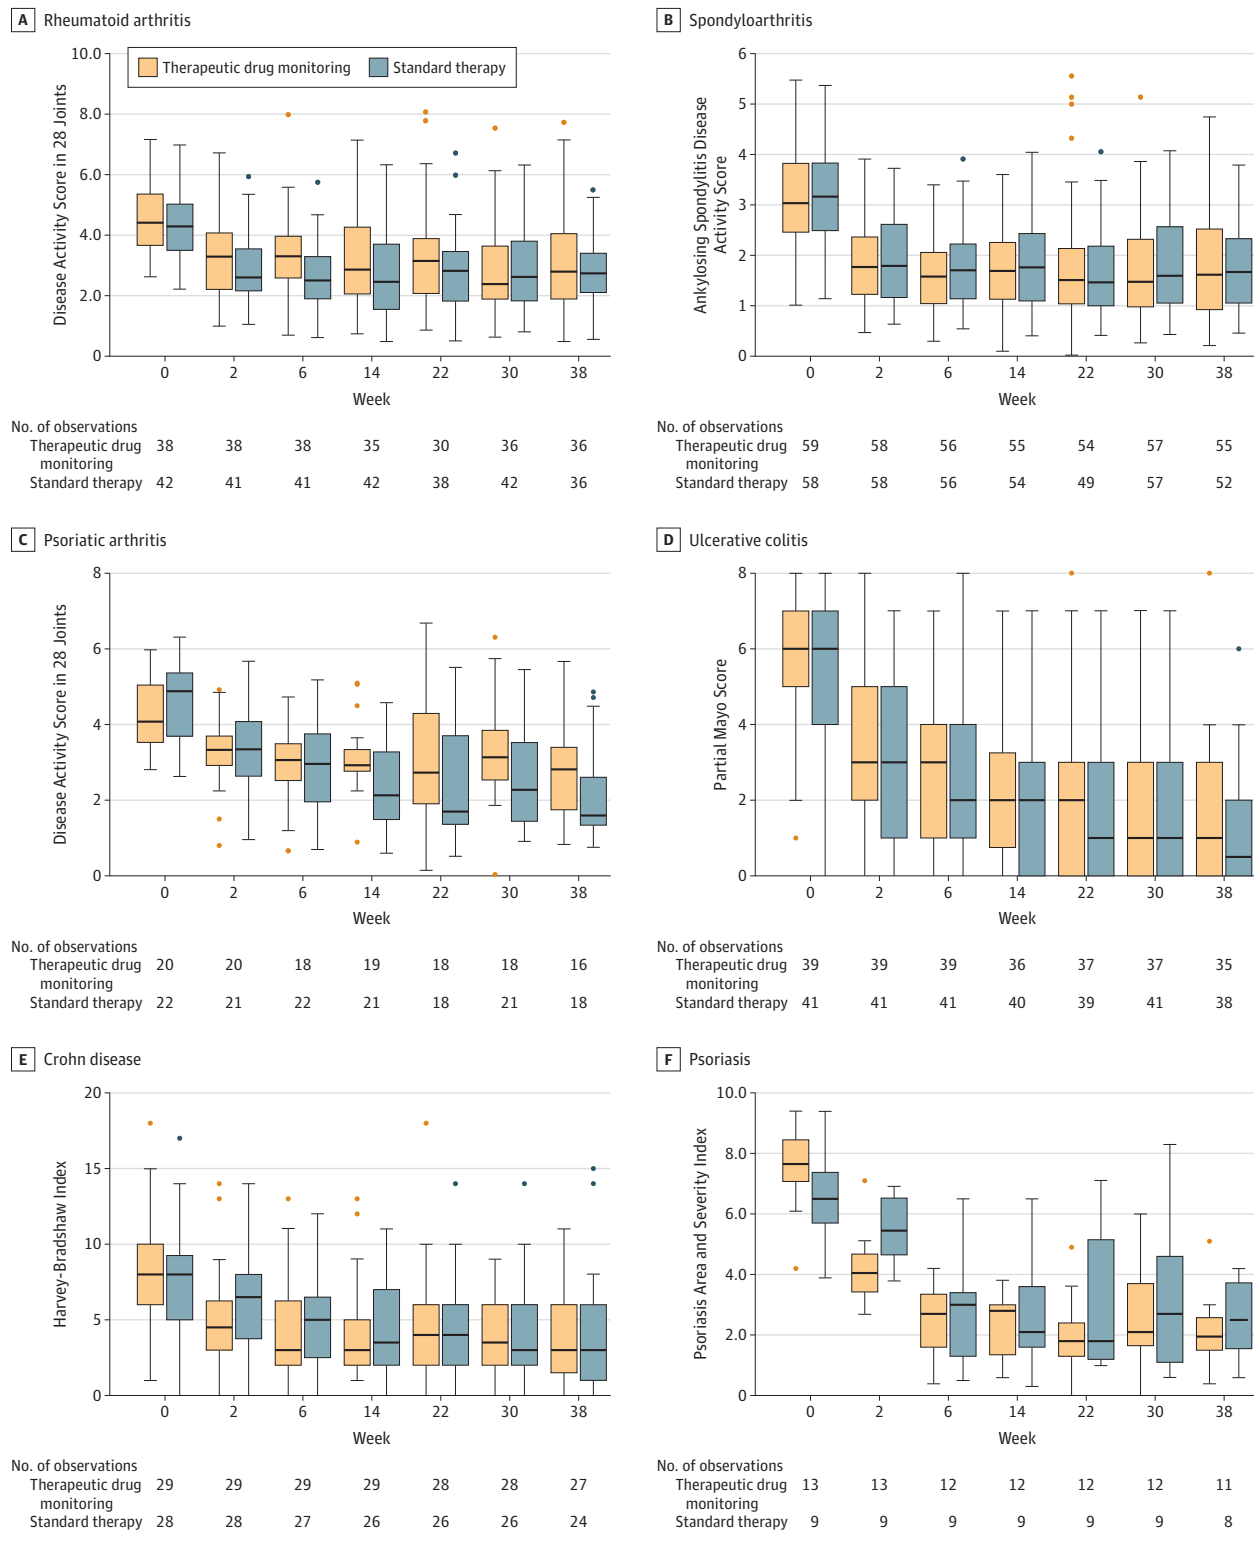 A Rheumatoid arthritis
Therapeutic drug monitoring
Standard therapy
Disease Activity Score in 28 Joints
10.0
8.0
6.0
4.0
2.0
0
0 2 6 14 22 30 38
Week
No. of observations
Therapeutic drug monitoring 38 38 38 35 30 36 36
Standard therapy 42 41 41 42 38 42 36
B Spondyloarthritis
Ankylosing Spondylitis Disease
Activity Score
6
5
4
3
2
1
0
0 2 6 14 22 30 38
Week
No. of observations
Therapeutic drug monitoring 59 58 56 55 54 57 55
Standard therapy 58 58 56 54 49 57 52
C Psoriatic arthritis
Disease Activity Score in 28 Joints
8
6
4
2
0
0 2 6 14 22 30 38
Week
No. of observations
Therapeutic drug monitoring 20 20 18 19 18 18 16
Standard therapy 22 21 22 21 18 21 18
D Ulcerative colitis
Partial Mayo Score
8
6
4
2
0
0 2 6 14 22 30 38
Week
No. of observations
Therapeutic drug monitoring 39 39 39 36 37 37 35
Standard therapy 41 41 41 40 39 41 38
E Crohn disease
Harvey-Bradshaw Index
20
15
10
5
0
0 2 6 14 22 30 38
Week
No. of observations
Therapeutic drug monitoring 29 29 29 29 28 28 27
Standard therapy 28 28 27 26 26 26 24
F Psoriasis
Psoriasis Area and Severity Index
10.0
8.0
6.0
4.0
2.0
0
0 2 6 14 22 30 38
Week
No. of observations
Therapeutic drug monitoring 13 13 12 12 12 12 11
Standard therapy 9 9 9 9 9 9 8